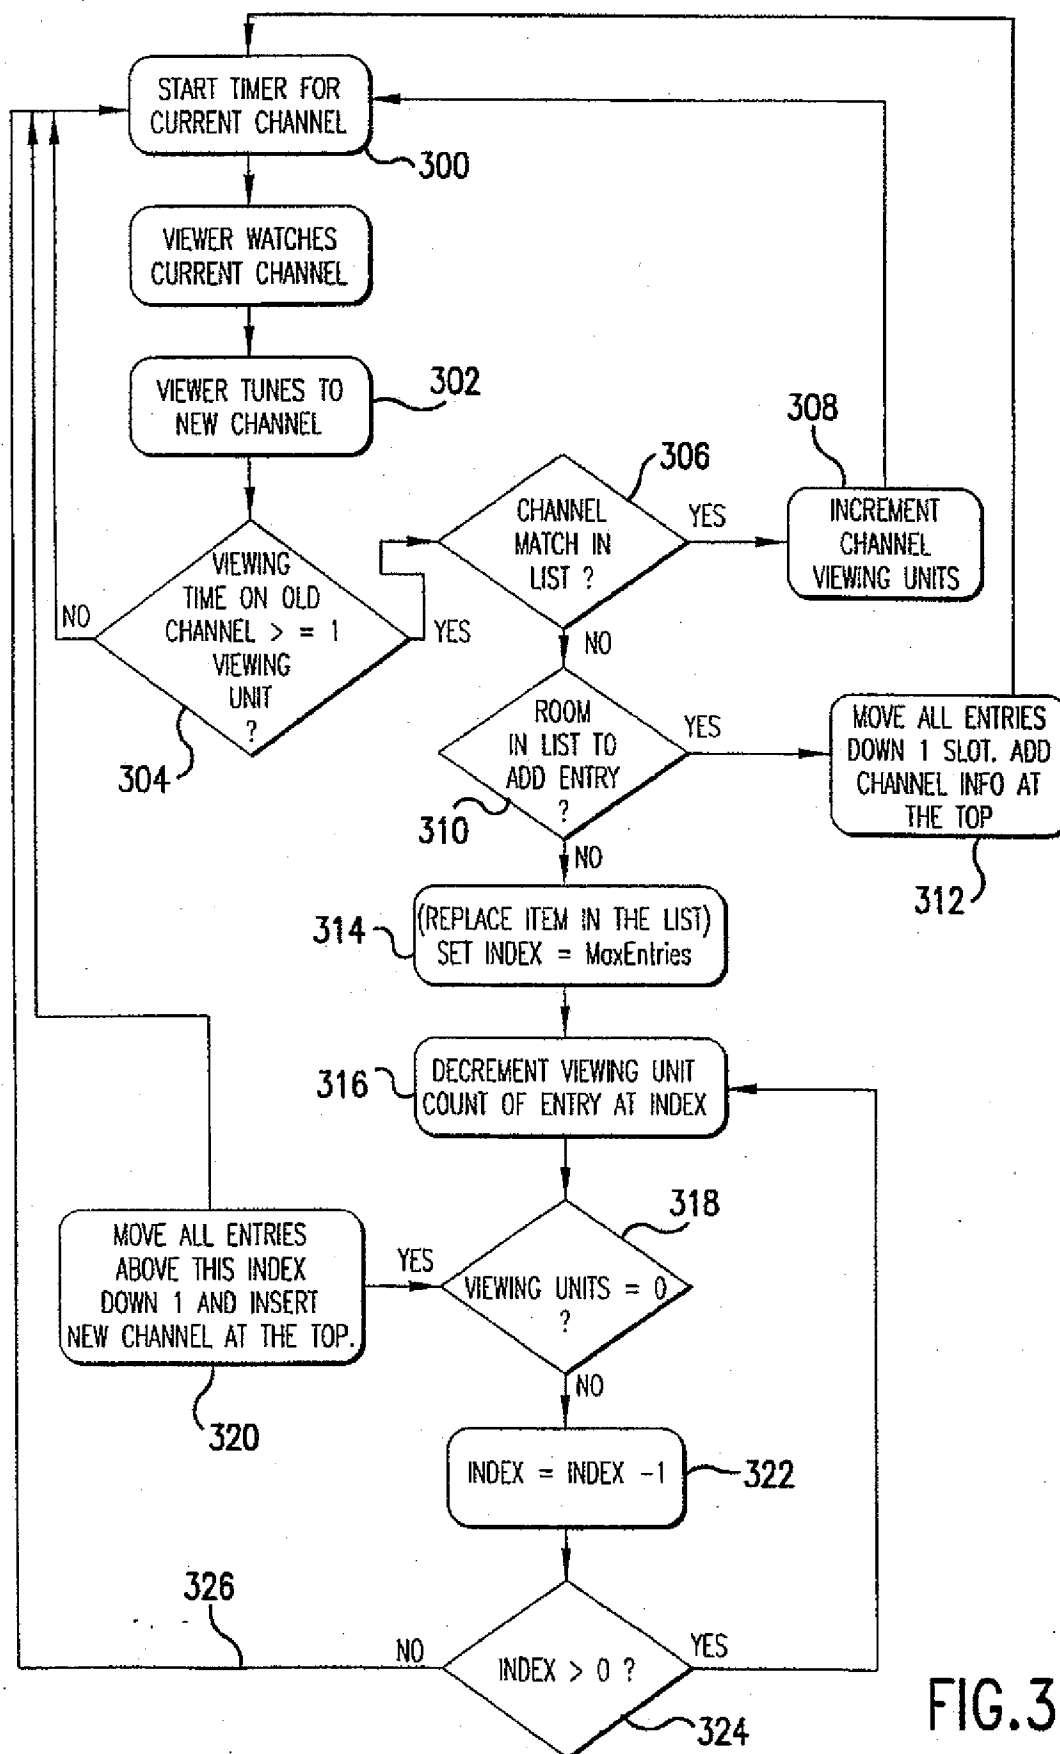 START TIMER FOR
CURRENT CHANNEL
300
VIEWER WATCHES
CURRENT CHANNEL
VIEWER TUNES TO
NEW CHANNEL
302
VIEWING
TIME ON OLD
CHANNEL > = 1
VIEWING
UNIT
?
NO
YES
304
306
CHANNEL
MATCH IN
LIST ?
YES
NO
308
INCREMENT
CHANNEL
VIEWING UNITS
ROOM
IN LIST TO
ADD ENTRY
?
YES
310
NO
MOVE ALL ENTRIES
DOWN 1 SLOT. ADD
CHANNEL INFO AT
THE TOP
312
314
(REPLACE ITEM IN THE LIST)
SET INDEX = MaxEntries
316
DECREMENT VIEWING UNIT
COUNT OF ENTRY AT INDEX
318
VIEWING UNITS = 0
?
YES
NO
MOVE ALL ENTRIES
ABOVE THIS INDEX
DOWN 1 AND INSERT
NEW CHANNEL AT THE TOP.
320
INDEX = INDEX -1
322
326
NO
INDEX > 0 ?
YES
324
FIG.3